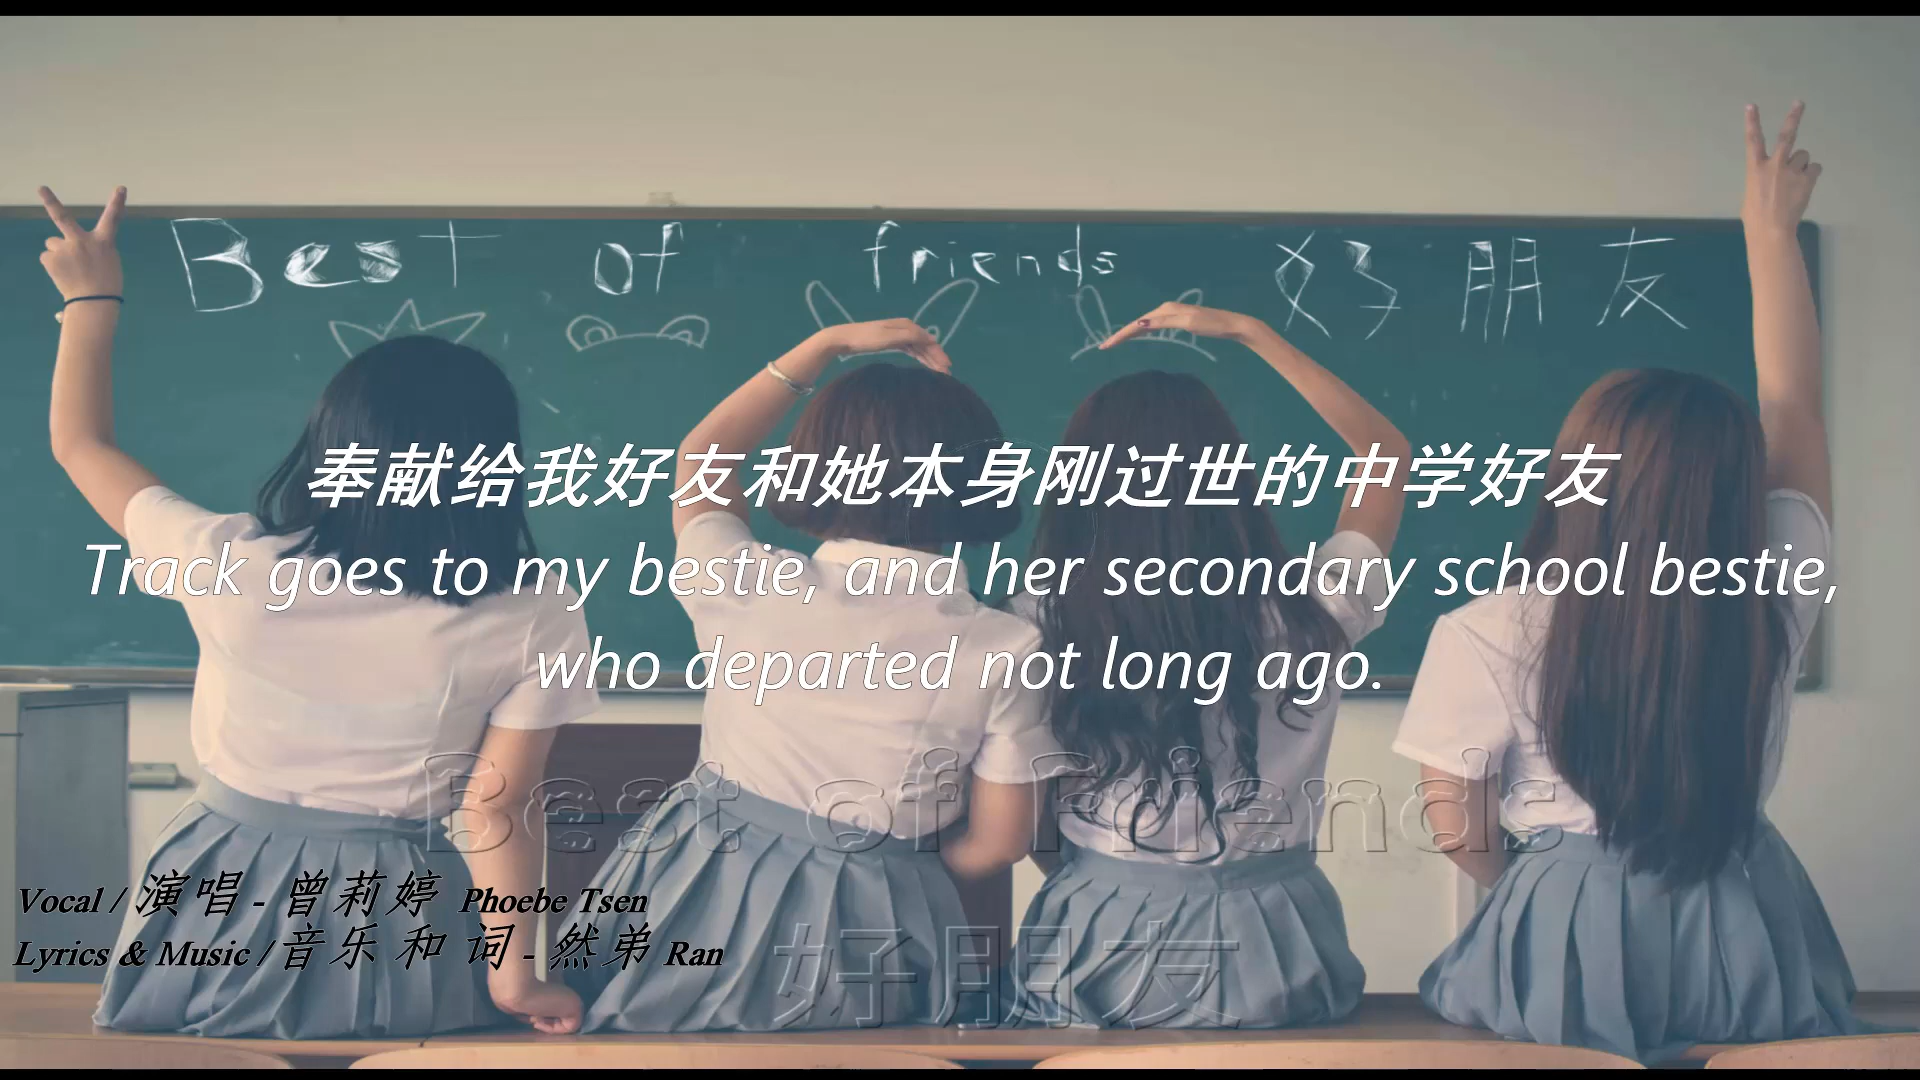 Best of friends 好朋友
奉献给我好友和她本身刚过世的中学好友
Track goes to my bestie, and her secondary school bestie,
who departed not long ago.
Best of Friends
Vocal / 演唱 - 曾莉婷 Phoebe Tsen
Lyrics & Music / 音乐 和 词 - 然弟 Ran
好朋友